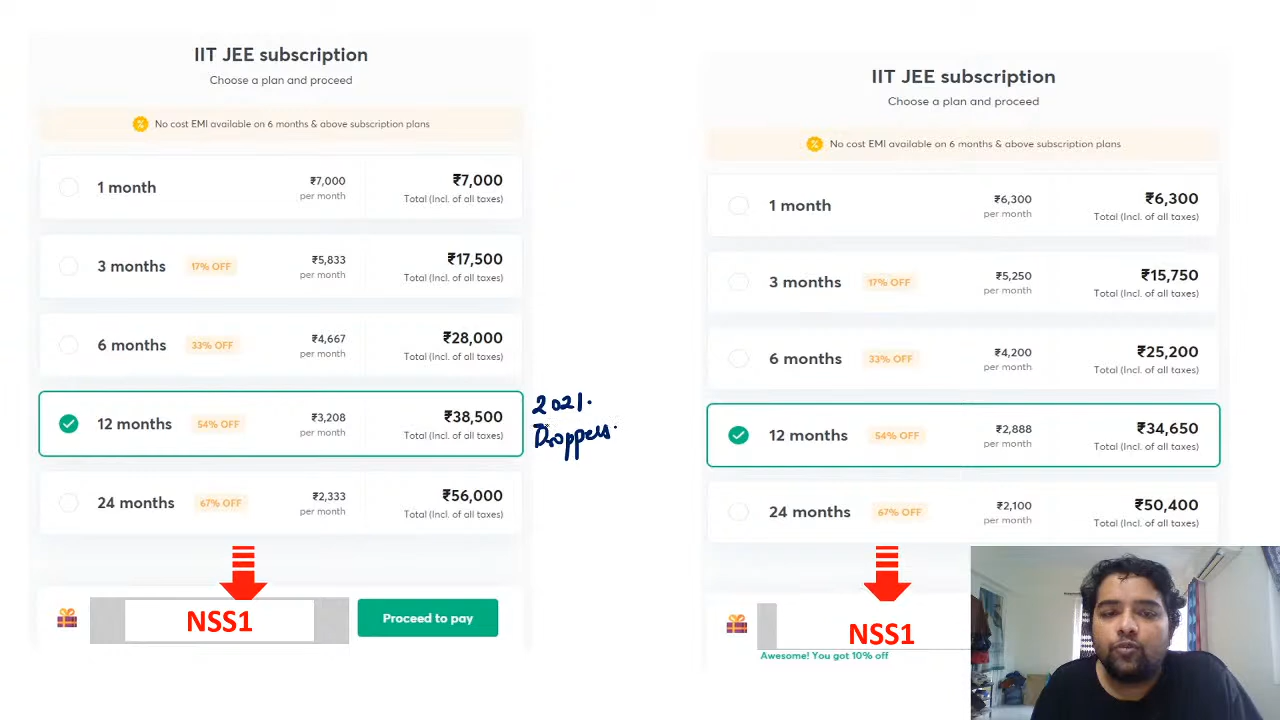 IIT JEE subscription
Choose a plan and proceed
No cost EMI available on 6 months & above subscription plans
1 month ₹7,000 ₹7,000
per month Total (Incl. of all taxes)
3 months 17% OFF ₹5,833 ₹17,500
per month Total (Incl. of all taxes)
6 months 33% OFF ₹4,667 ₹28,000
per month Total (Incl. of all taxes)
12 months 54% OFF ₹3,208 ₹38,500
per month Total (Incl. of all taxes)
24 months 67% OFF ₹2,333 ₹56,000
per month Total (Incl. of all taxes)
NSS1 Proceed to pay
2021.
Droppers.
IIT JEE subscription
Choose a plan and proceed
No cost EMI available on 6 months & above subscription plans
1 month ₹6,300 ₹6,300
per month Total (Incl. of all taxes)
3 months 17% OFF ₹5,250 ₹15,750
per month Total (Incl. of all taxes)
6 months 33% OFF ₹4,200 ₹25,200
per month Total (Incl. of all taxes)
12 months 54% OFF ₹2,888 ₹34,650
per month Total (Incl. of all taxes)
24 months 67% OFF ₹2,100 ₹50,400
per month Total (Incl. of all taxes)
NSS1
Awesome! You got 10% off